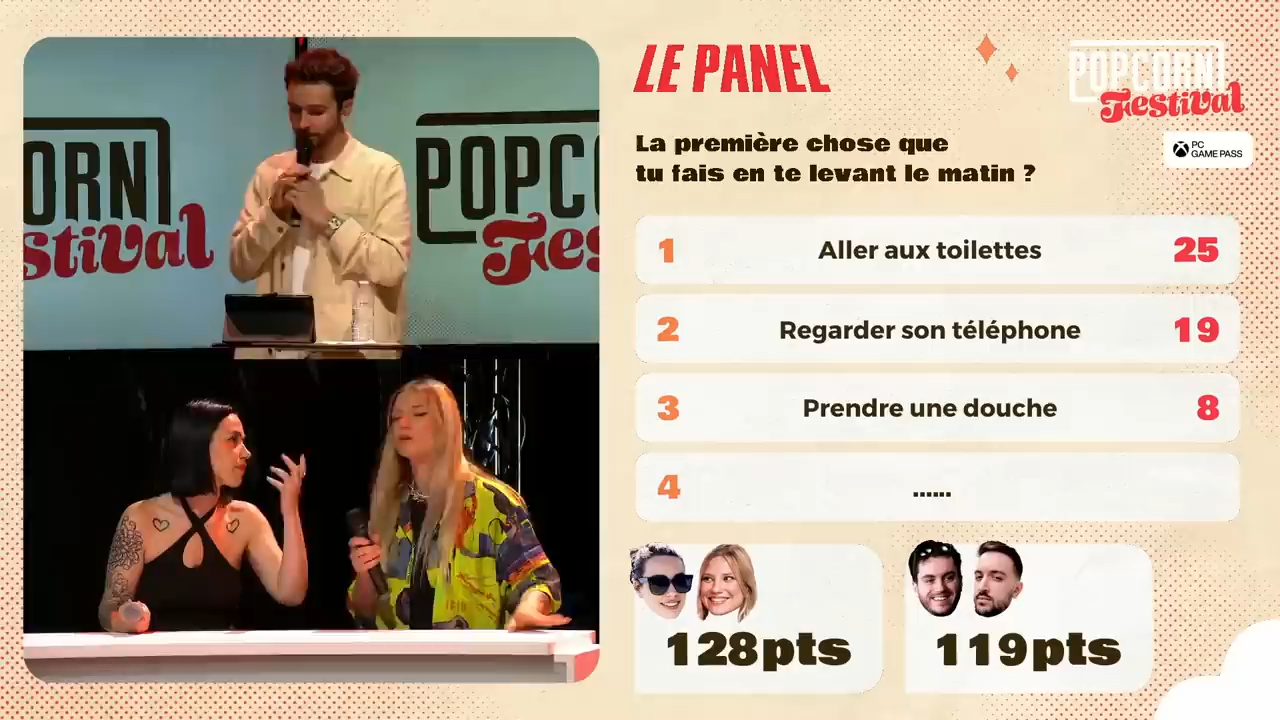 LE PANEL
POPCORN
Festival
PC
GAME PASS
La première chose que
tu fais en te levant le matin ?
1 Aller aux toilettes 25
2 Regarder son téléphone 19
3 Prendre une douche 8
4 ......
128pts
119pts
ORN
stival
POPCO
Fes